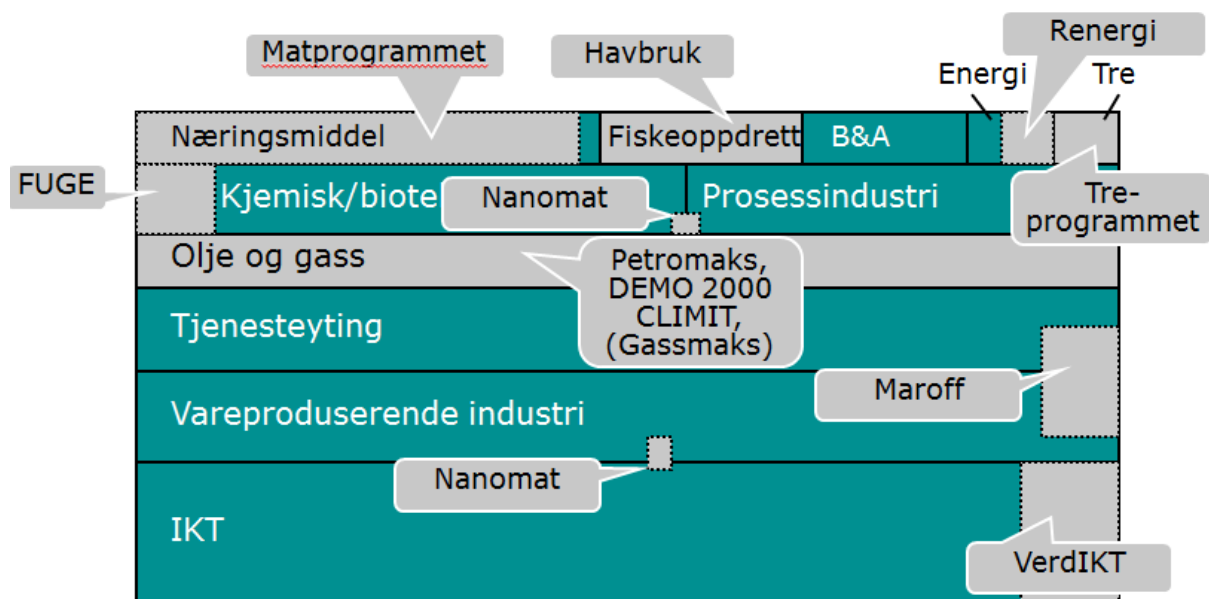 Renergi
Matprogrammet
Havbruk
Energi
Tre
Næringsmiddel
Fiskeoppdrett
B&A
FUGE
Kjemisk/biote
Nanomat
Prosessindustri
Tre-
programmet
Olje og gass
Petromaks,
DEMO 2000
CLIMIT,
(Gassmaks)
Tjenesteyting
Maroff
Vareproduserende industri
Nanomat
IKT
VerdIKT